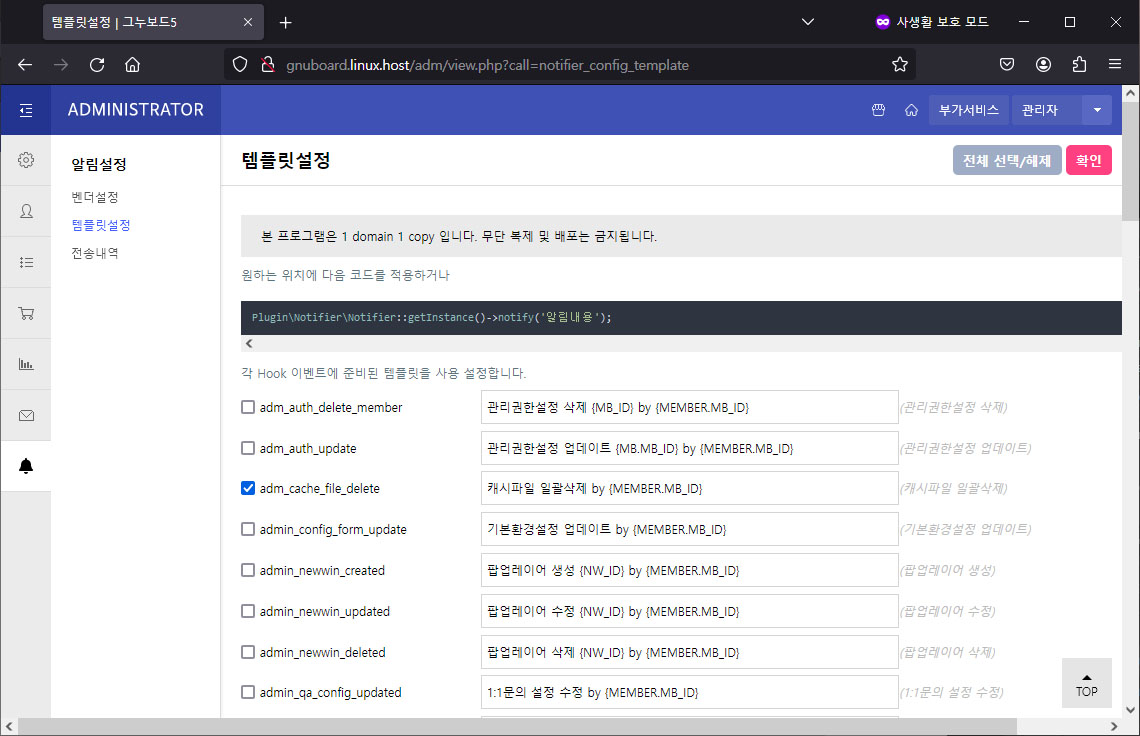 템플릿설정 | 그누보드5
사생활 보호 모드
gnuboard.linux.host/adm/view.php?call=notifier_config_template
ADMINISTRATOR
부가서비스
관리자
알림설정
벤더설정
템플릿설정
전송내역
템플릿설정
전체 선택/해제
확인
본 프로그램은 1 domain 1 copy 입니다. 무단 복제 및 배포는 금지됩니다.
원하는 위치에 다음 코드를 적용하거나
Plugin\Notifier\Notifier::getInstance()->notify('알림내용');
각 Hook 이벤트에 준비된 템플릿을 사용 설정합니다.
adm_auth_delete_member 관리권한설정 삭제 {MB_ID} by {MEMBER.MB_ID} (관리권한설정 삭제)
adm_auth_update 관리권한설정 업데이트 {MB.MB_ID} by {MEMBER.MB_ID} (관리권한설정 업데이트)
adm_cache_file_delete 캐시파일 일괄삭제 by {MEMBER.MB_ID} (캐시파일 일괄삭제)
admin_config_form_update 기본환경설정 업데이트 by {MEMBER.MB_ID} (기본환경설정 업데이트)
admin_newwin_created 팝업레이어 생성 {NW_ID} by {MEMBER.MB_ID} (팝업레이어 생성)
admin_newwin_updated 팝업레이어 수정 {NW_ID} by {MEMBER.MB_ID} (팝업레이어 수정)
admin_newwin_deleted 팝업레이어 삭제 {NW_ID} by {MEMBER.MB_ID} (팝업레이어 삭제)
admin_qa_config_updated 1:1문의 설정 수정 by {MEMBER.MB_ID} (1:1문의 설정 수정)
TOP